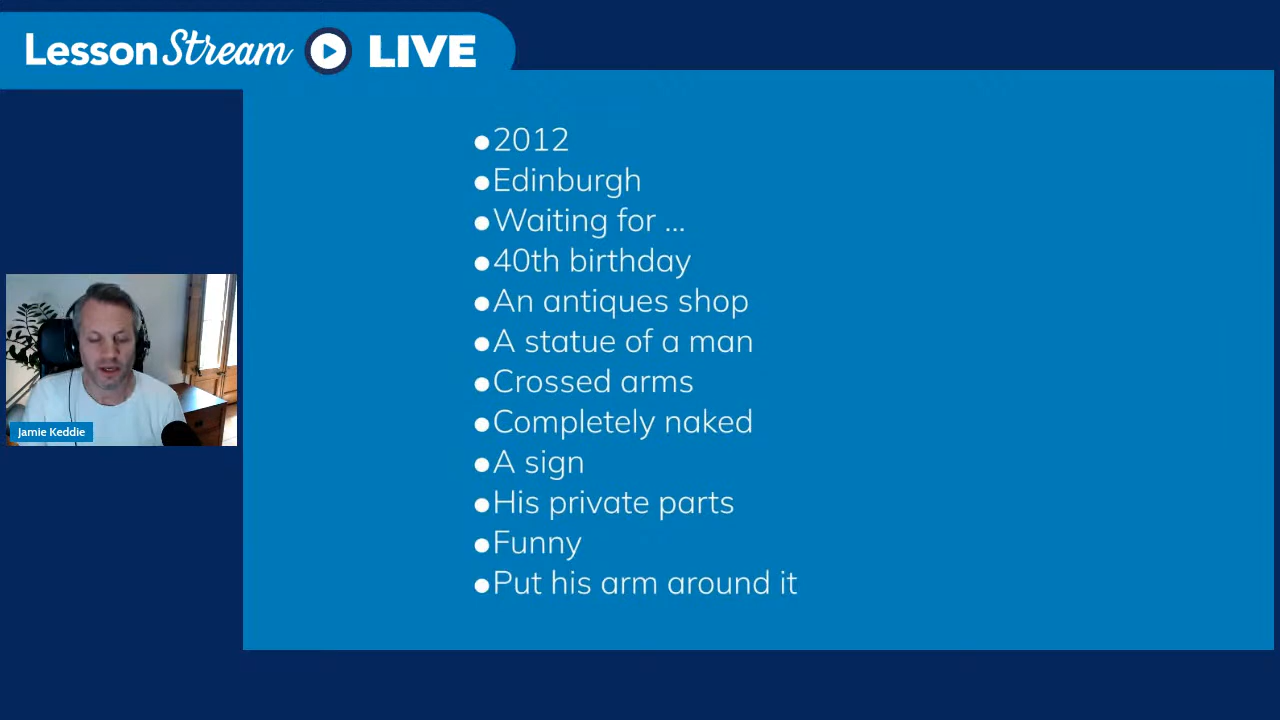 LessonStream LIVE
●2012
●Edinburgh
●Waiting for ...
●40th birthday
●An antiques shop
●A statue of a man
●Crossed arms
●Completely naked
●A sign
●His private parts
●Funny
●Put his arm around it
Jamie Keddie